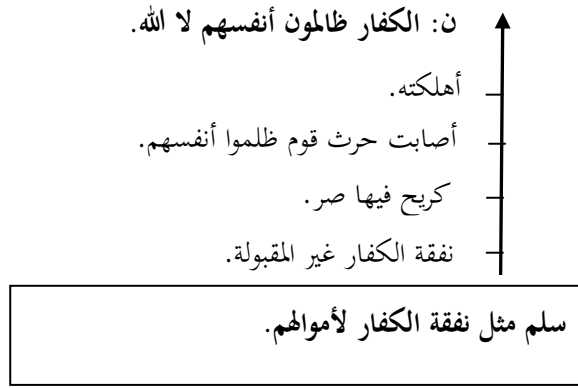 ن: الكفار ظالمون أنفسهم لا الله.
أهلكته.
أصابت حرث قوم ظلموا أنفسهم.
كريح فيها صر.
نفقة الكفار غير المقبولة.
سلم مثل نفقة الكفار لأموالهم.